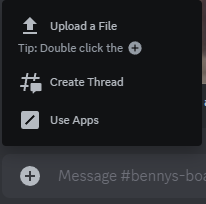 Upload a File
Tip: Double click the
Create Thread
Use Apps
Message #bennys-boa